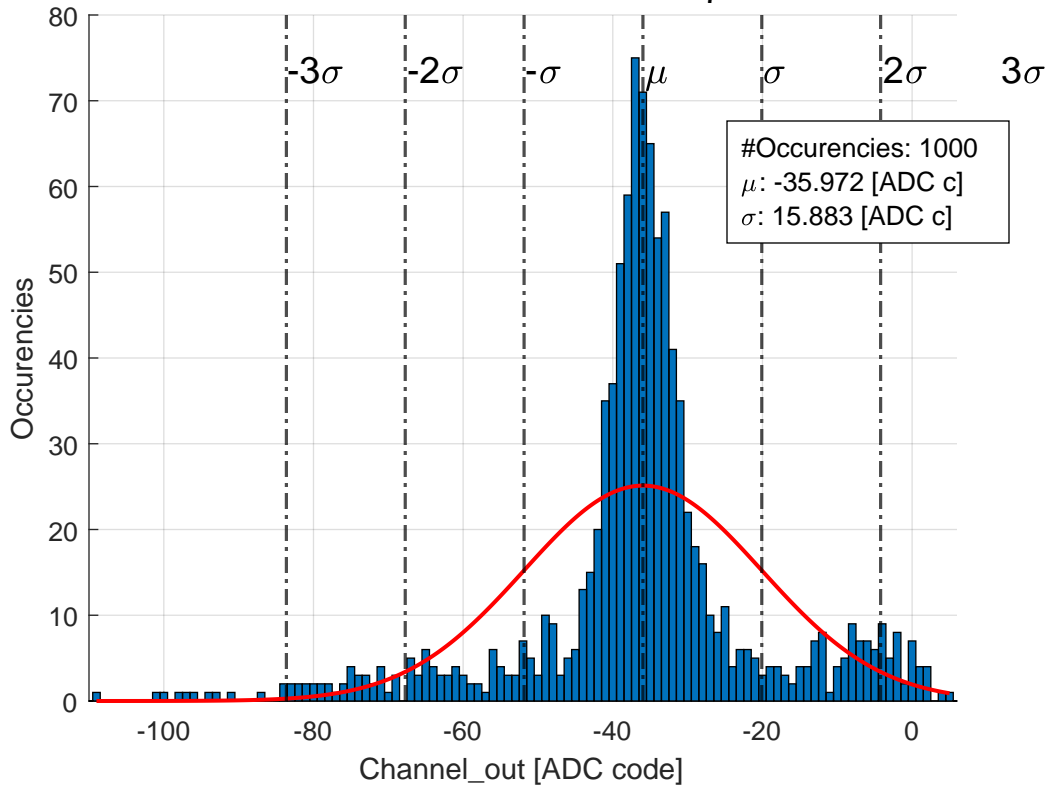 80
70
60
50
40
30
20
10
0
Occurencies
-3σ -2σ -σ μ σ 2σ 3σ
#Occurencies: 1000
μ: -35.972 [ADC c]
σ: 15.883 [ADC c]
-100 -80 -60 -40 -20 0
Channel_out [ADC code]